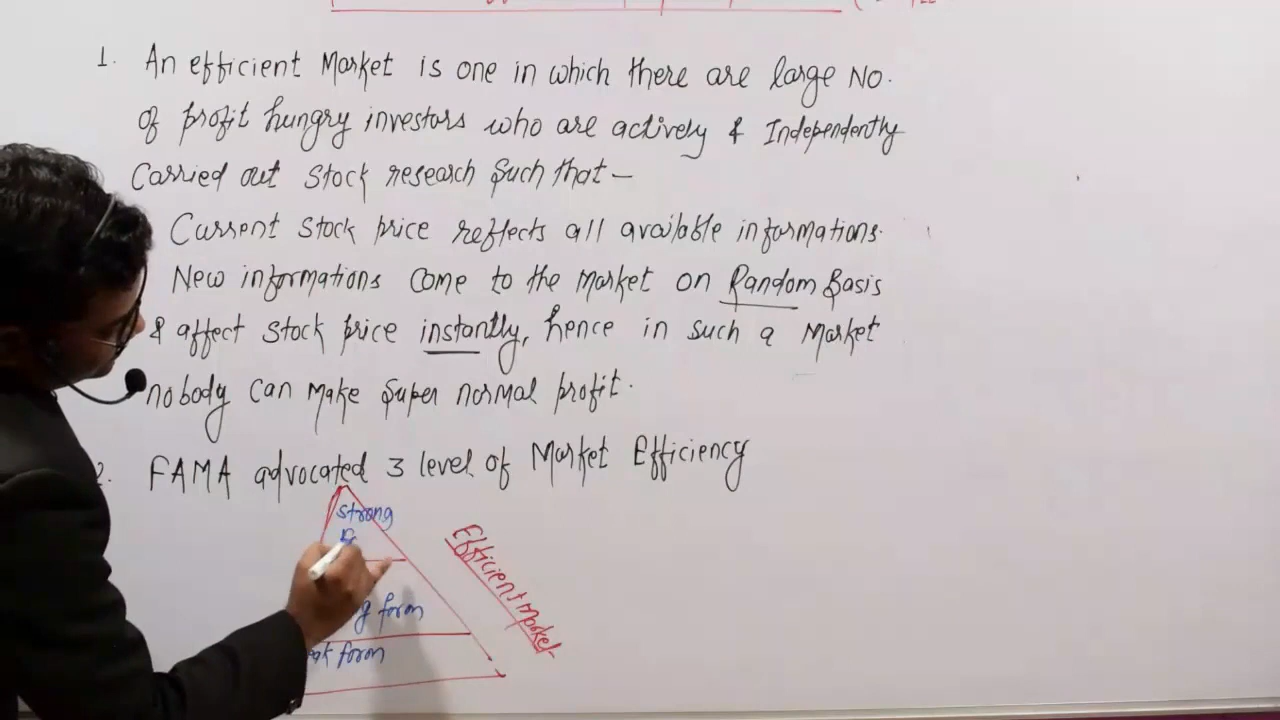 1. An efficient Market is one in which there are large No.
of profit hungry investors who are actively & Independently
Carried out stock research such that –
Current stock price reflects all available informations.
New informations come to the market on Random Basis
& affect stock price instantly, hence in such a Market
nobody can make super normal profit.
2. FAMA advocated 3 level of Market Efficiency
strong
form
form
Efficient Market